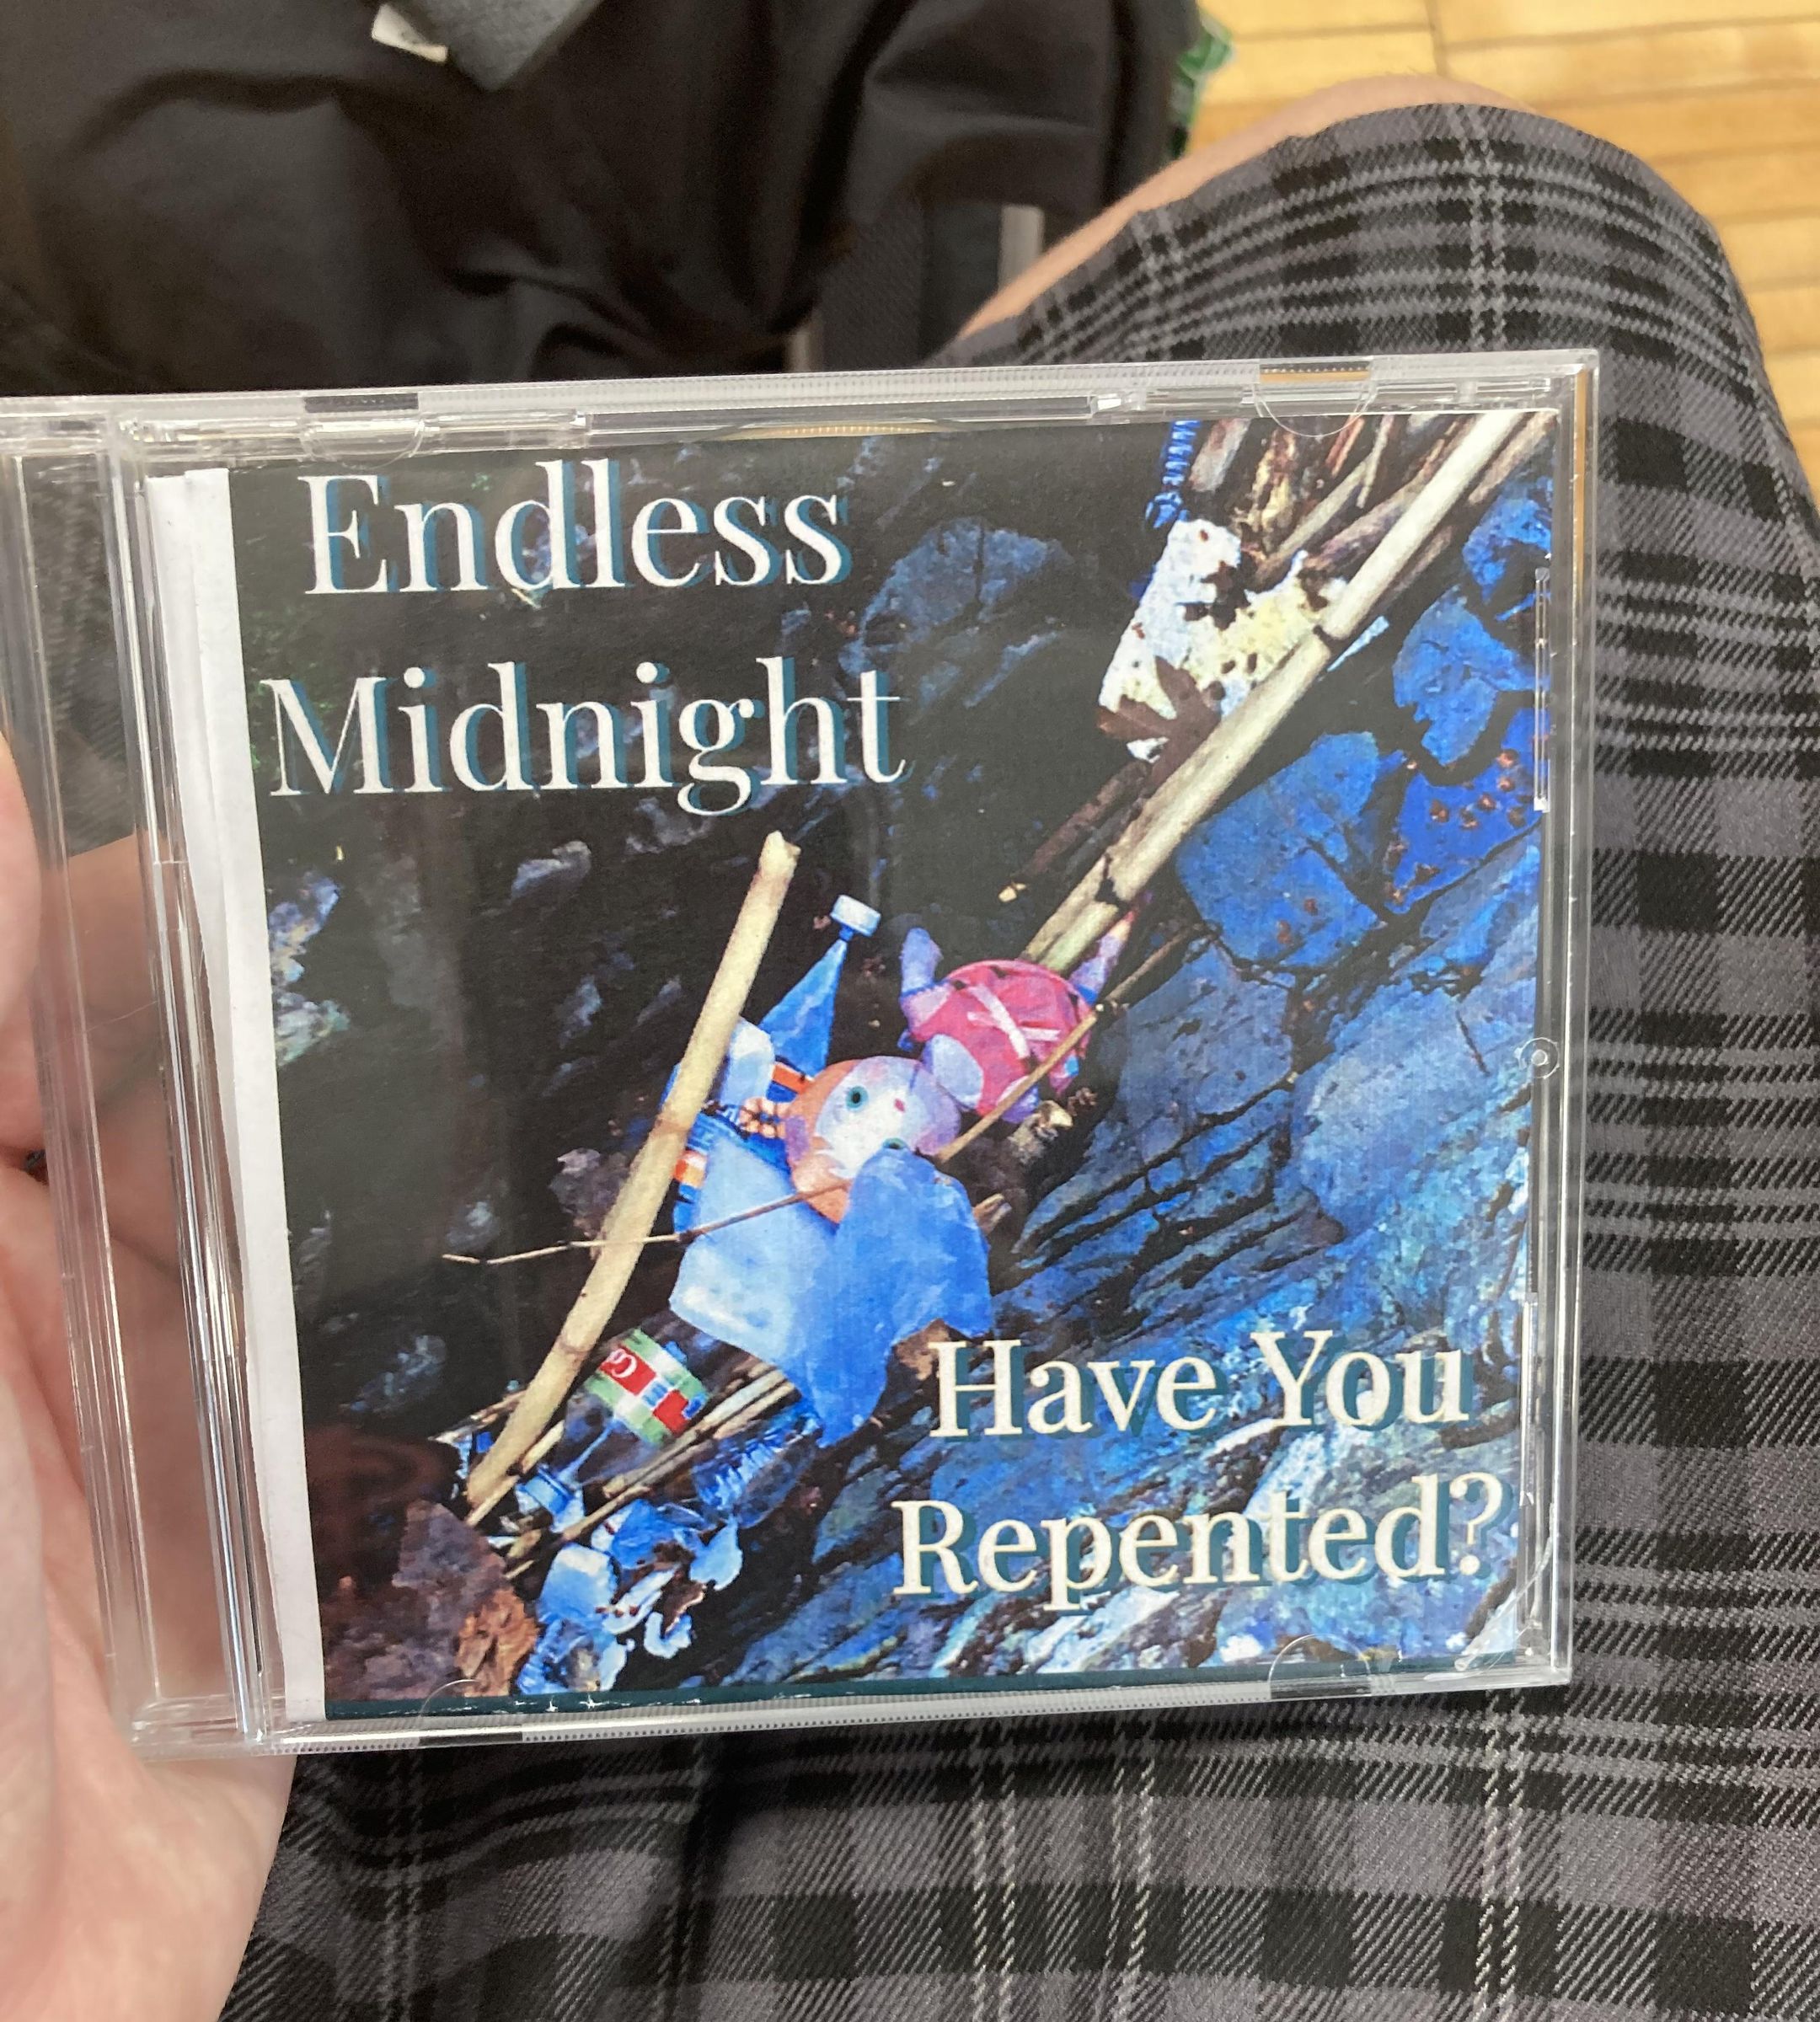 Endless
Midnight
Have You
Repented?